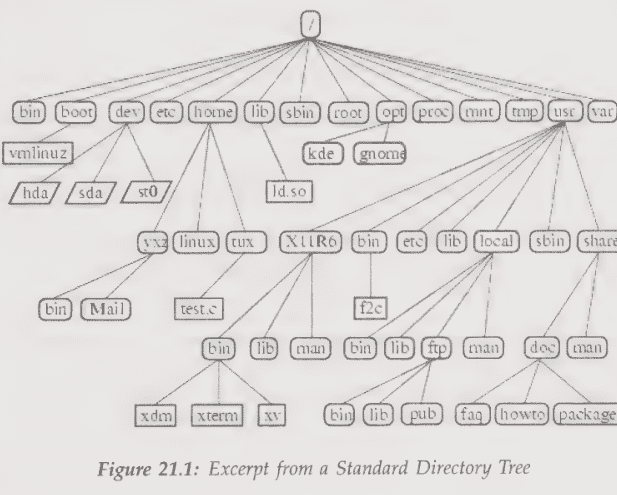 /
bin boot dev etc home lib sbin root opt proc mnt tmp usr var
vmlinuz kde gnome
hda sda st0 ld.so
yxz linux tux X11R6 bin etc lib local sbin share
bin Mail test.c f2c
bin lib man bin lib ftp man doc man
xdm xterm xv bin lib pub faq howto package
Figure 21.1: Excerpt from a Standard Directory Tree